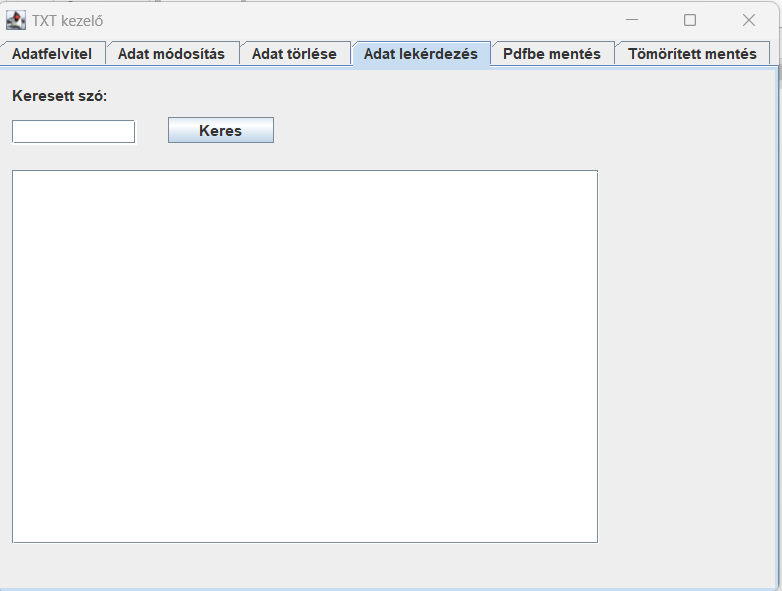 TXT kezelő
Adatfelvitel Adat módosítás Adat törlése Adat lekérdezés Pdfbe mentés Tömörített mentés
Keresett szó:
Keres